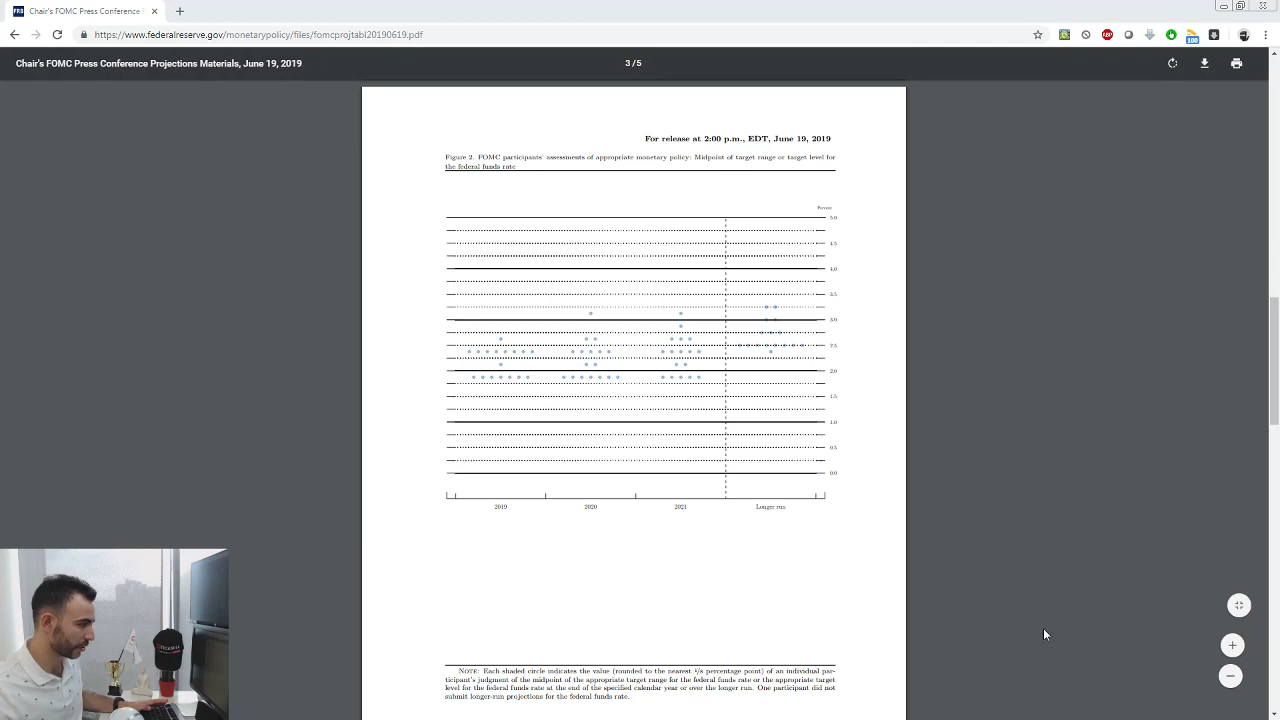 Chair's FOMC Press Conference P
https://www.federalreserve.gov/monetarypolicy/files/fomcprojtabl20190619.pdf
ABP
100
Chair's FOMC Press Conference Projections Materials, June 19, 2019
3 / 5
For release at 2:00 p.m., EDT, June 19, 2019
Figure 2. FOMC participants' assessments of appropriate monetary policy: Midpoint of target range or target level for
the federal funds rate
Percent
5.0
4.5
4.0
3.5
3.0
2.5
2.0
1.5
1.0
0.5
0.0
2019
2020
2021
Longer run
NOTE: Each shaded circle indicates the value (rounded to the nearest 1/8 percentage point) of an individual par-
ticipant's judgment of the midpoint of the appropriate target range for the federal funds rate or the appropriate target
level for the federal funds rate at the end of the specified calendar year or over the longer run. One participant did not
submit longer-run projections for the federal funds rate.